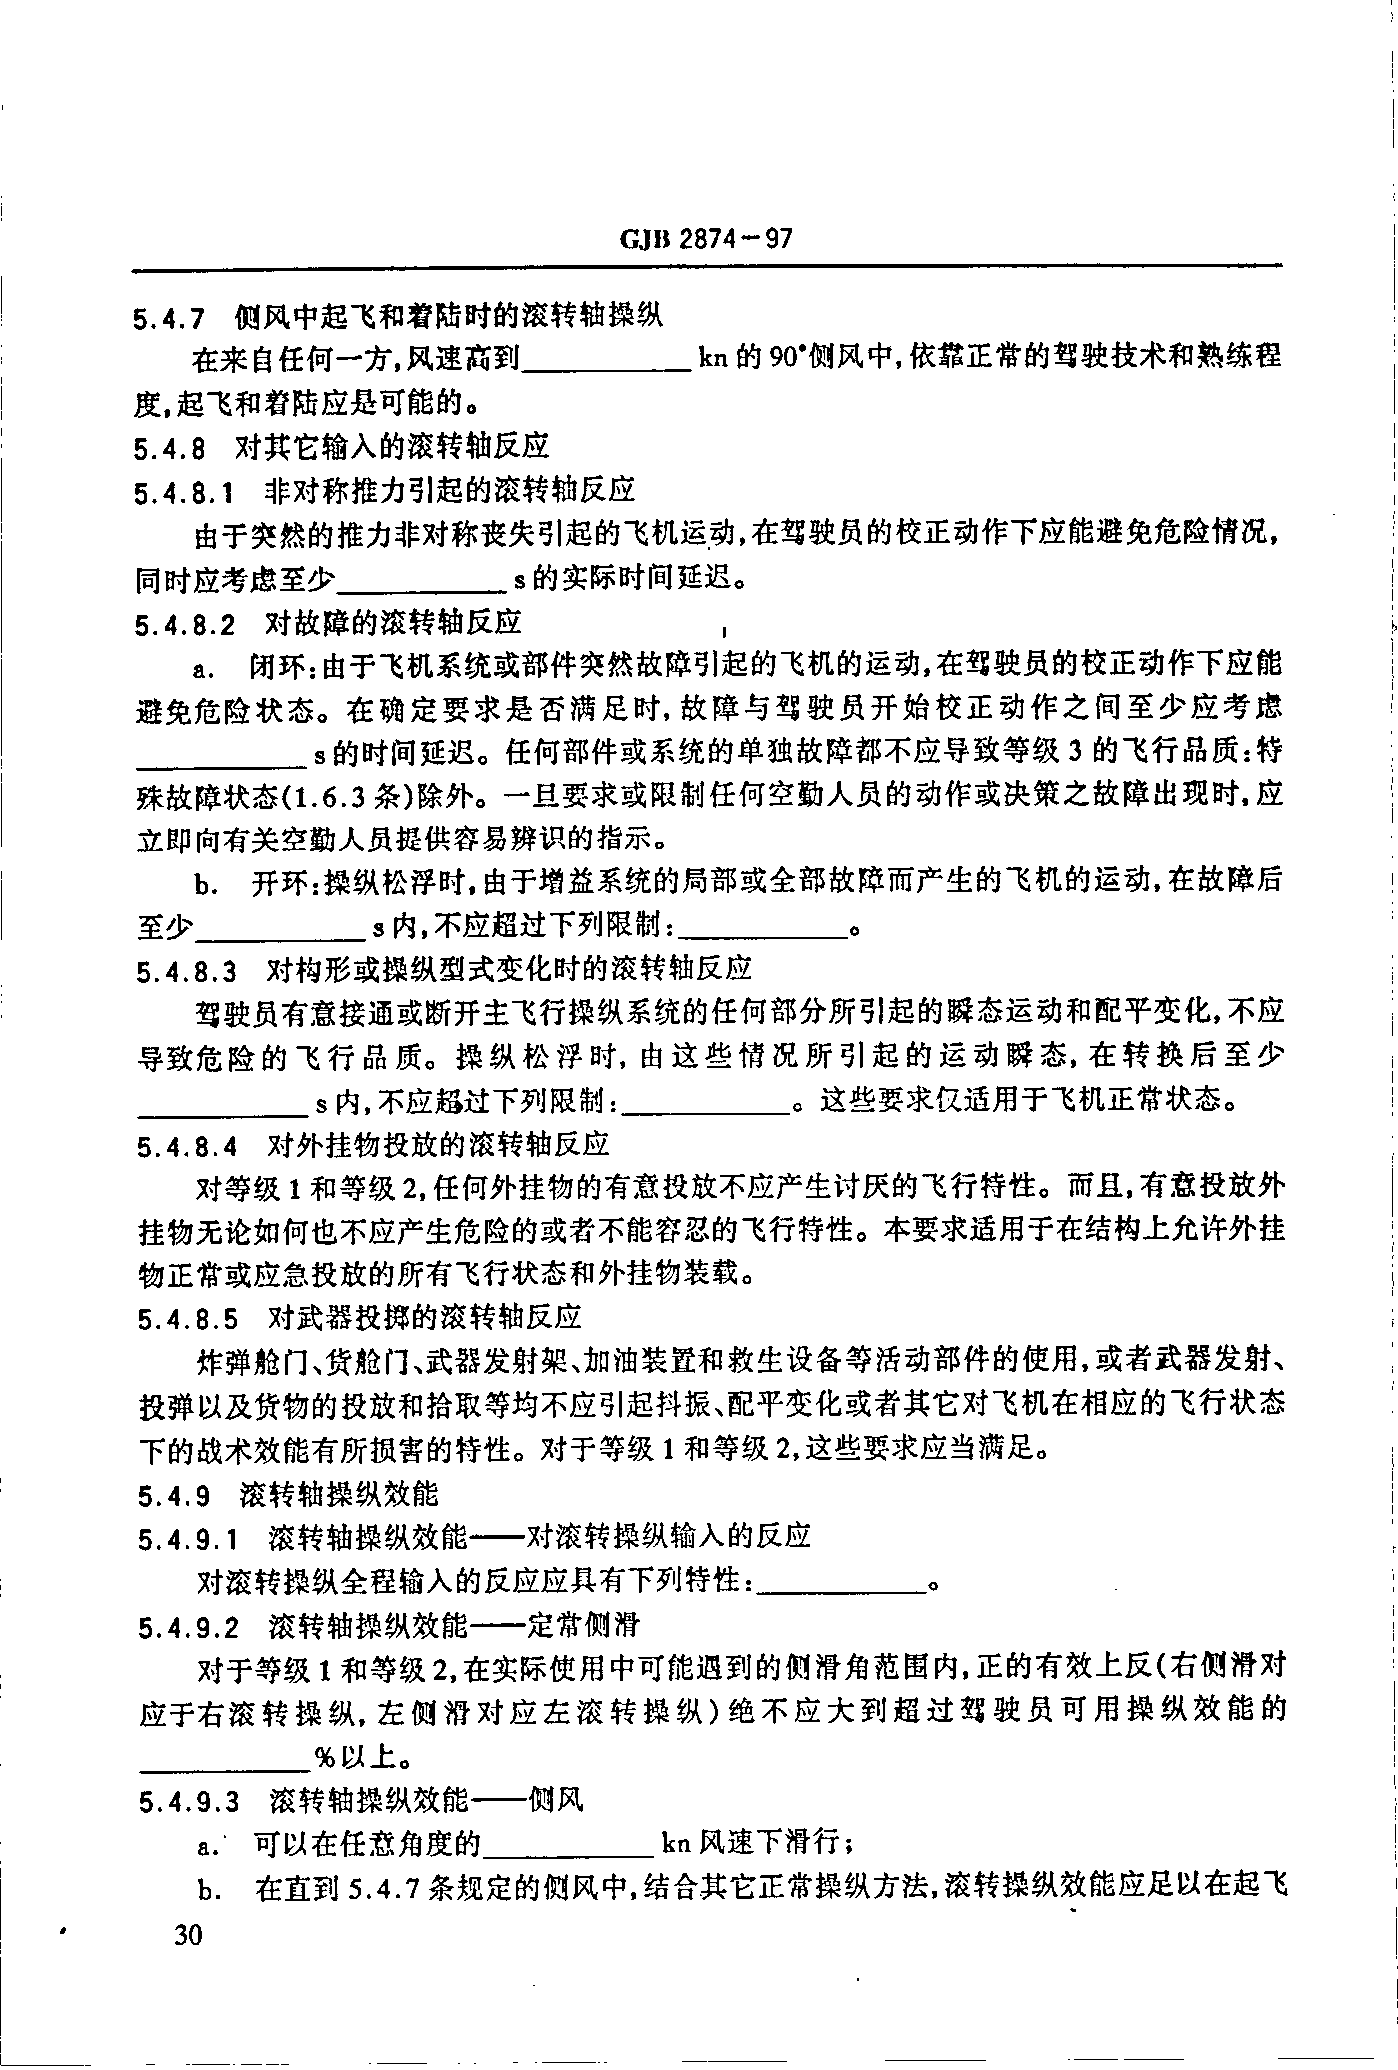 GJB 2874－97
5.4.7 侧风中起飞和着陆时的滚转轴操纵
在来自任何一方,风速高到__________kn 的 90°侧风中,依靠正常的驾驶技术和熟练程
度,起飞和着陆应是可能的。
5.4.8 对其它输入的滚转轴反应
5.4.8.1 非对称推力引起的滚转轴反应
由于突然的推力非对称丧失引起的飞机运动,在驾驶员的校正动作下应能避免危险情况,
同时应考虑至少__________s 的实际时间延迟。
5.4.8.2 对故障的滚转轴反应
a. 闭环:由于飞机系统或部件突然故障引起的飞机的运动,在驾驶员的校正动作下应能
避免危险状态。在确定要求是否满足时,故障与驾驶员开始校正动作之间至少应考虑
__________s 的时间延迟。任何部件或系统的单独故障都不应导致等级 3 的飞行品质:特
殊故障状态(1.6.3 条)除外。一旦要求或限制任何空勤人员的动作或决策之故障出现时,应
立即向有关空勤人员提供容易辨识的指示。
b. 开环:操纵松浮时,由于增益系统的局部或全部故障而产生的飞机的运动,在故障后
至少__________s 内,不应超过下列限制:__________。
5.4.8.3 对构形或操纵型式变化时的滚转轴反应
驾驶员有意接通或断开主飞行操纵系统的任何部分所引起的瞬态运动和配平变化,不应
导致危险的飞行品质。操纵松浮时,由这些情况所引起的运动瞬态,在转换后至少
__________s 内,不应超过下列限制:__________。这些要求仅适用于飞机正常状态。
5.4.8.4 对外挂物投放的滚转轴反应
对等级 1 和等级 2,任何外挂物的有意投放不应产生讨厌的飞行特性。而且,有意投放外
挂物无论如何也不应产生危险的或者不能容忍的飞行特性。本要求适用于在结构上允许外挂
物正常或应急投放的所有飞行状态和外挂物装载。
5.4.8.5 对武器投掷的滚转轴反应
炸弹舱门、货舱门、武器发射架、加油装置和救生设备等活动部件的使用,或者武器发射、
投弹以及货物的投放和拾取等均不应引起抖振、配平变化或者其它对飞机在相应的飞行状态
下的战术效能有所损害的特性。对于等级 1 和等级 2,这些要求应当满足。
5.4.9 滚转轴操纵效能
5.4.9.1 滚转轴操纵效能——对滚转操纵输入的反应
对滚转操纵全程输入的反应应具有下列特性:__________。
5.4.9.2 滚转轴操纵效能——定常侧滑
对于等级 1 和等级 2,在实际使用中可能遇到的侧滑角范围内,正的有效上反(右侧滑对
应于右滚转操纵,左侧滑对应左滚转操纵)绝不应大到超过驾驶员可用操纵效能的
__________%以上。
5.4.9.3 滚转轴操纵效能——侧风
a. 可以在任意角度的__________kn 风速下滑行;
b. 在直到 5.4.7 条规定的侧风中,结合其它正常操纵方法,滚转操纵效能应足以在起飞
30